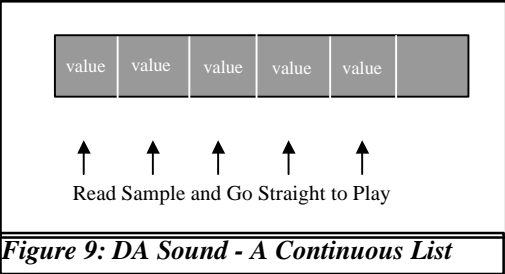 value value value value value
Read Sample and Go Straight to Play
Figure 9: DA Sound - A Continuous List